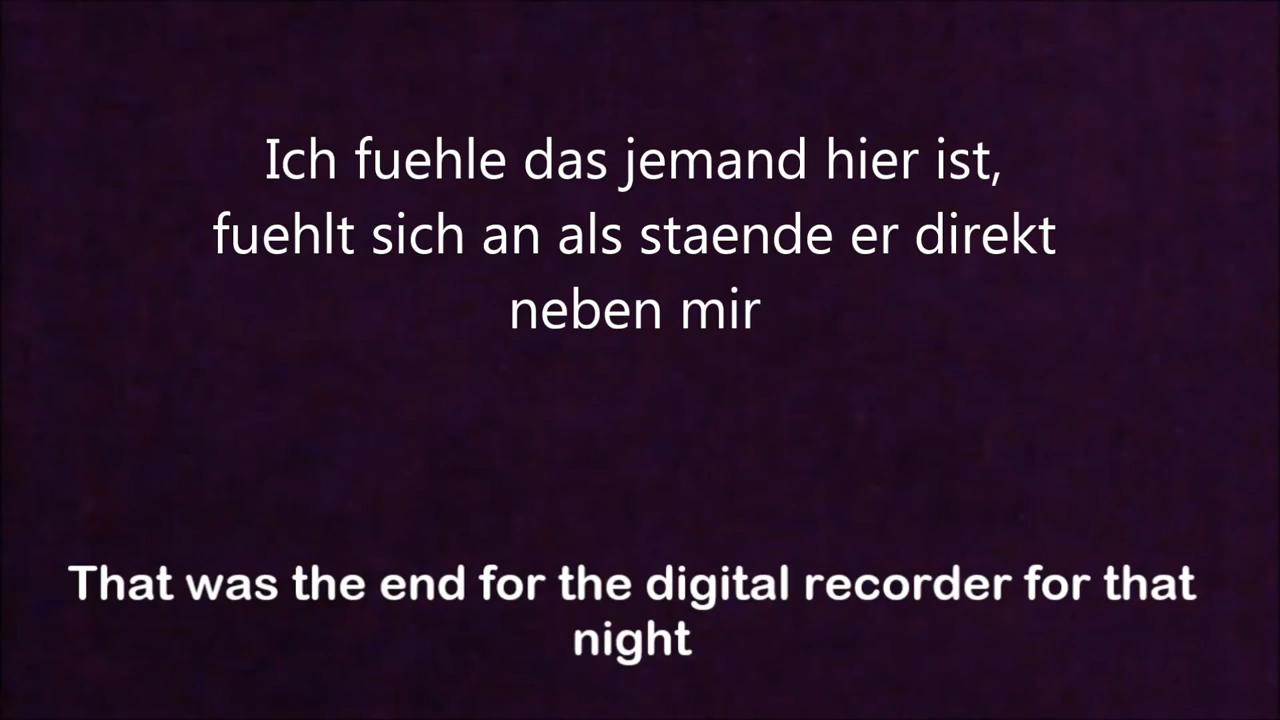 Ich fuehle das jemand hier ist,
fuehlt sich an als staende er direkt
neben mir
That was the end for the digital recorder for that
night